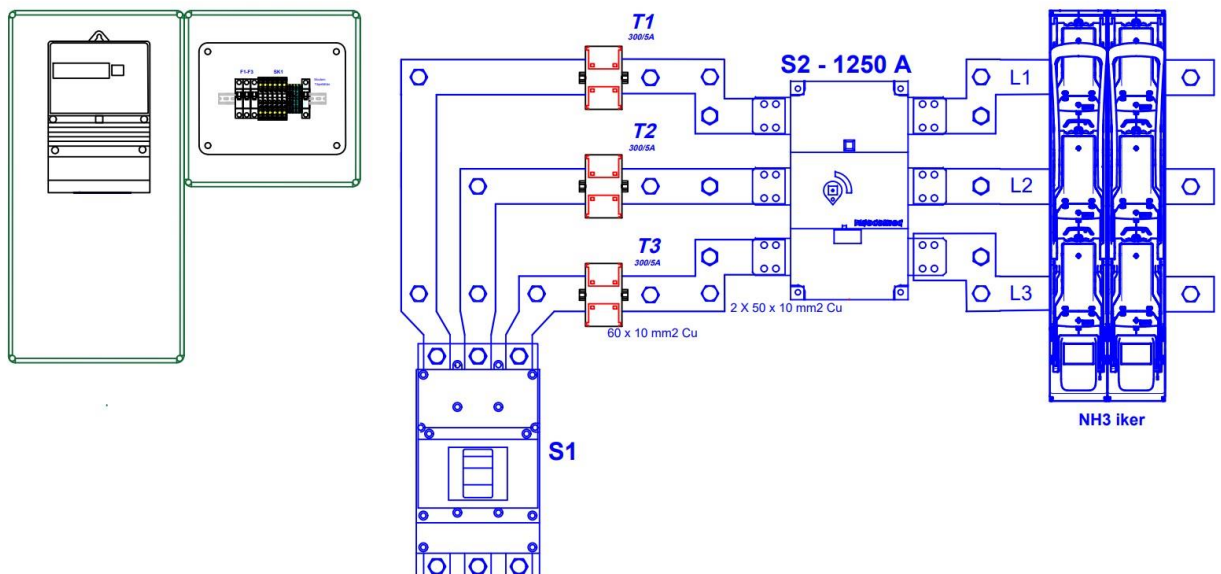 T1
300/5A
S2 - 1250 A
F1-F3
SK1
L1
T2
300/5A
L2
T3
300/5A
L3
2 X 50 x 10 mm2 Cu
60 x 10 mm2 Cu
NH3 iker
S1